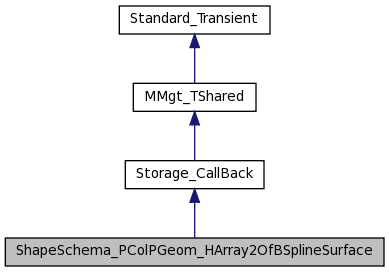 Standard_Transient
MMgt_TShared
Storage_CallBack
ShapeSchema_PColPGeom_HArray2OfBSplineSurface